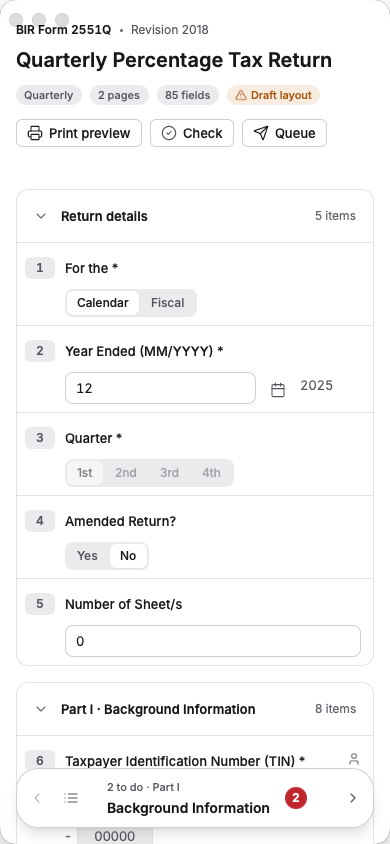 BIR Form 2551Q • Revision 2018
Quarterly Percentage Tax Return
Quarterly 2 pages 85 fields Draft layout
Print preview Check Queue
Return details 5 items
1 For the *
Calendar Fiscal
2 Year Ended (MM/YYYY) *
12 2025
3 Quarter *
1st 2nd 3rd 4th
4 Amended Return?
Yes No
5 Number of Sheet/s
0
Part I · Background Information 8 items
6 Taxpayer Identification Number (TIN) *
2 to do · Part I
Background Information 2
- 00000